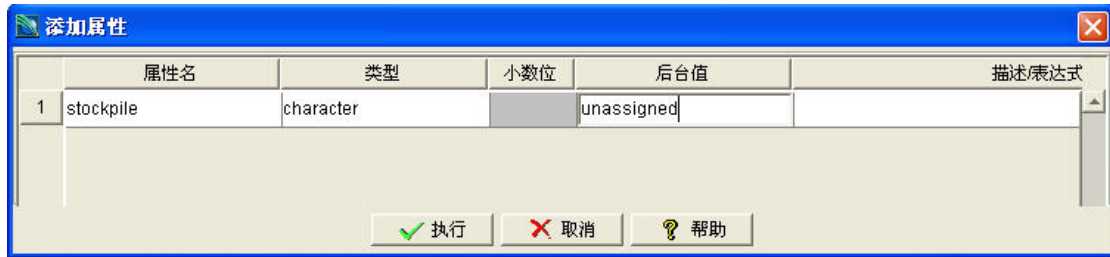 添加属性
属性名 类型 小数位 后台值 描述/表达式
1 stockpile character unassigned
执行 取消 帮助